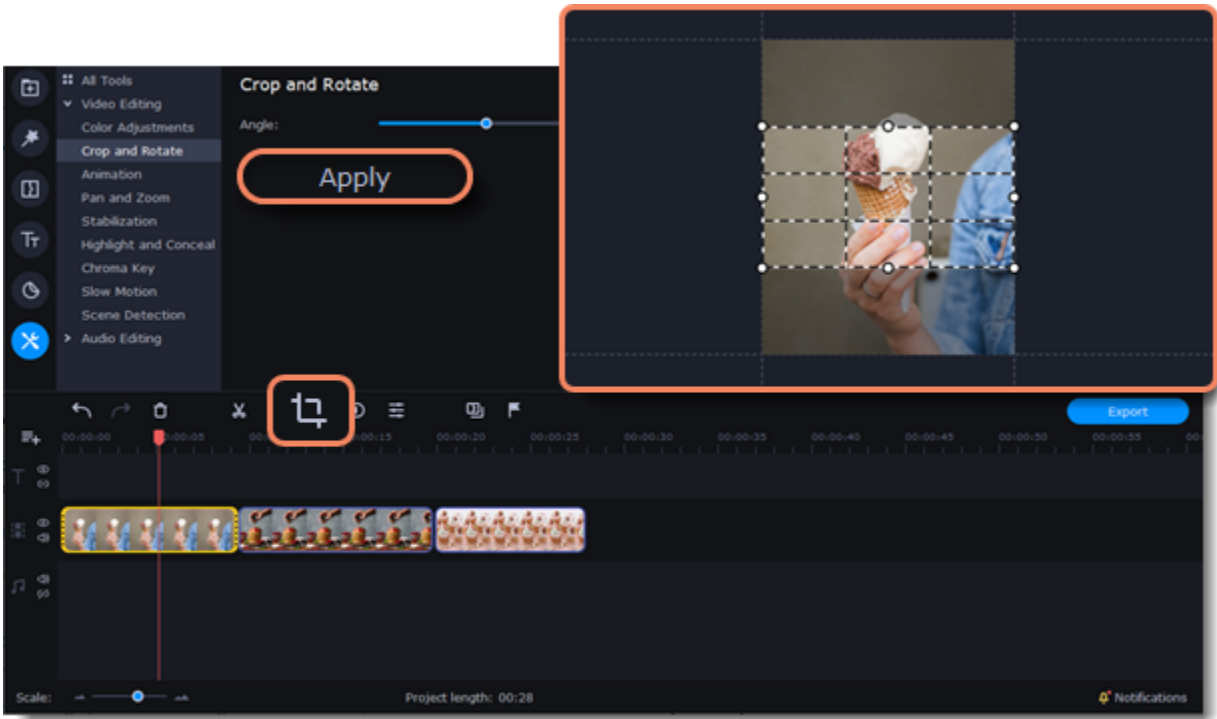 All Tools
Video Editing
Color Adjustments
Crop and Rotate
Animation
Pan and Zoom
Stabilization
Highlight and Conceal
Chroma Key
Slow Motion
Scene Detection
Audio Editing
Crop and Rotate
Angle:
Apply
Export
00:00:00
00:00:05
00:00:15
00:00:20
00:00:25
00:00:30
00:00:35
00:00:40
00:00:45
00:00:50
00:00:55
Scale:
Project length: 00:28
Notifications